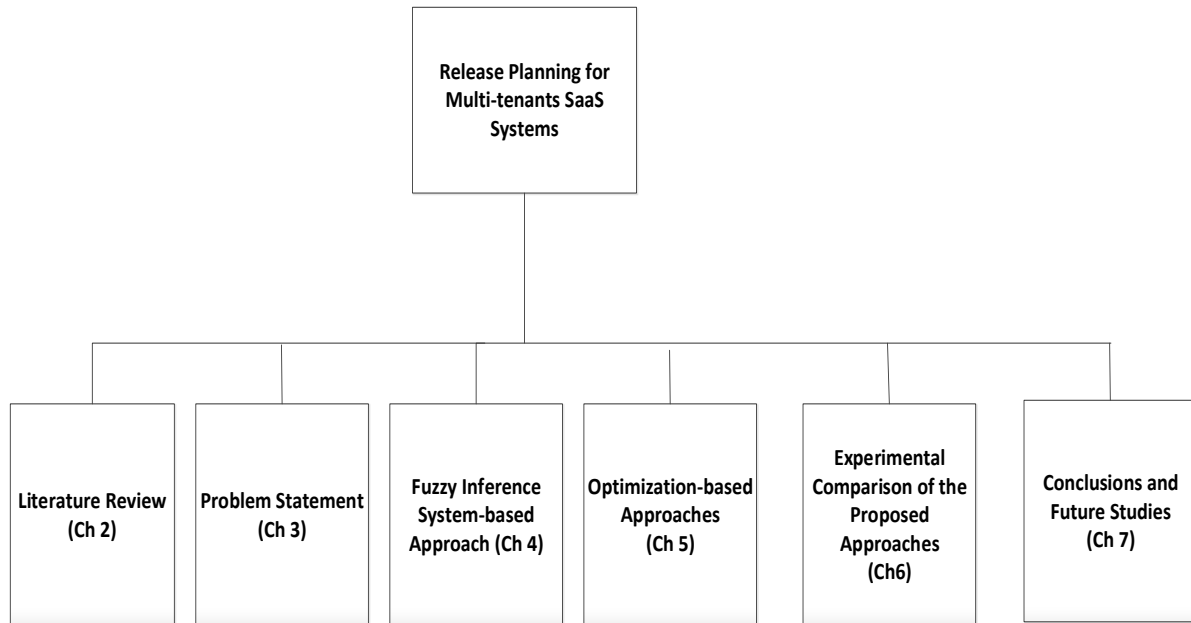 Release Planning for
Multi-tenants SaaS
Systems
Literature Review
(Ch 2)
Problem Statement
(Ch 3)
Fuzzy Inference
System-based
Approach (Ch 4)
Optimization-based
Approaches
(Ch 5)
Experimental
Comparison of the
Proposed
Approaches
(Ch6)
Conclusions and
Future Studies
(Ch 7)